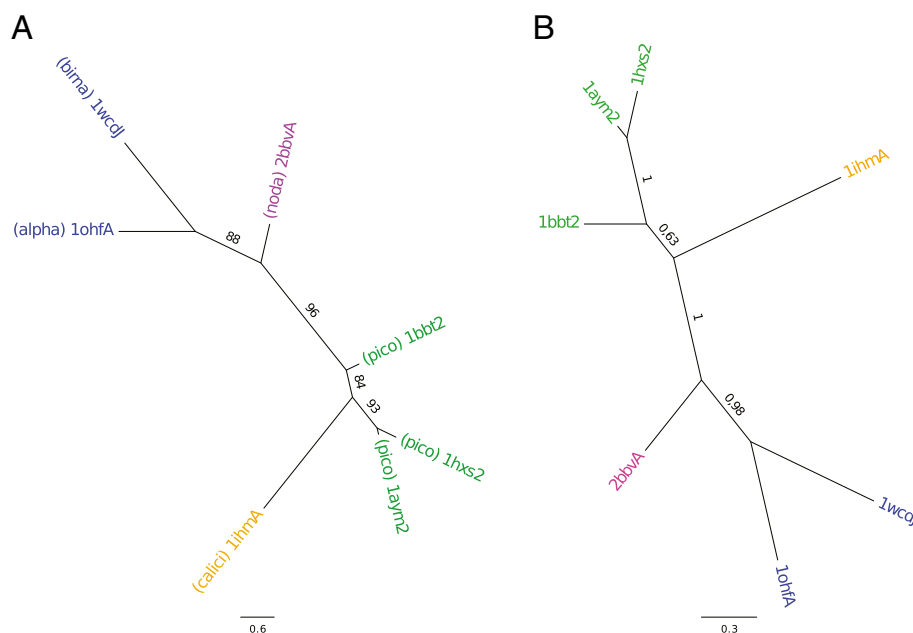 A
(birna) 1wcdJ
(noda) 2bbvA
(alpha) 1ohfA
88
96
(pico) 1bbt2
84
93
(pico) 1hxs2
(pico) 1aym2
(calici) 1ihmA
0.6
B
1hxs2
1aym2
1ihmA
1
1bbt2
0,63
1
0,98
2bbvA
1wcdJ
1ohfA
0.3